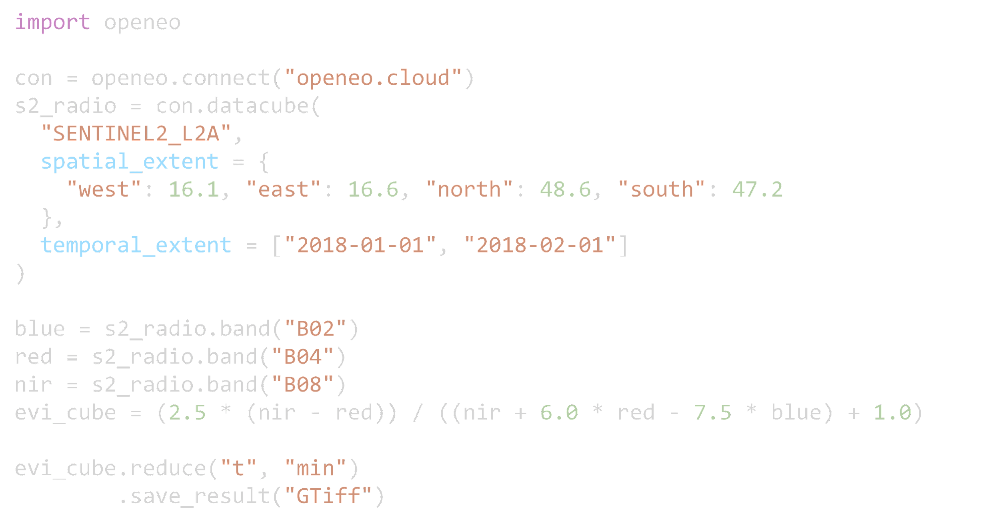 import openeo

con = openeo.connect("openeo.cloud")
s2_radio = con.datacube(
  "SENTINEL2_L2A",
  spatial_extent = {
    "west": 16.1, "east": 16.6, "north": 48.6, "south": 47.2
  },
  temporal_extent = ["2018-01-01", "2018-02-01"]
)

blue = s2_radio.band("B02")
red = s2_radio.band("B04")
nir = s2_radio.band("B08")
evi_cube = (2.5 * (nir - red)) / ((nir + 6.0 * red - 7.5 * blue) + 1.0)

evi_cube.reduce("t", "min")
        .save_result("GTiff")